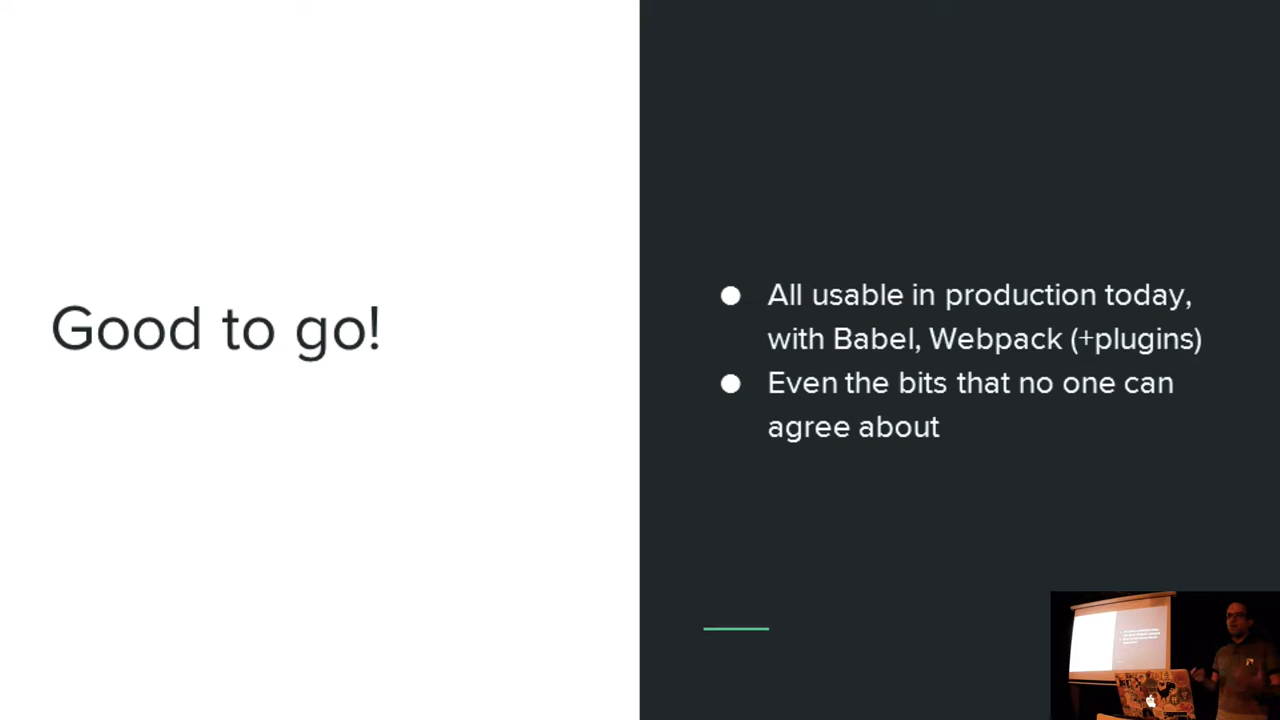 Good to go!
● All usable in production today,
with Babel, Webpack (+plugins)
● Even the bits that no one can
agree about